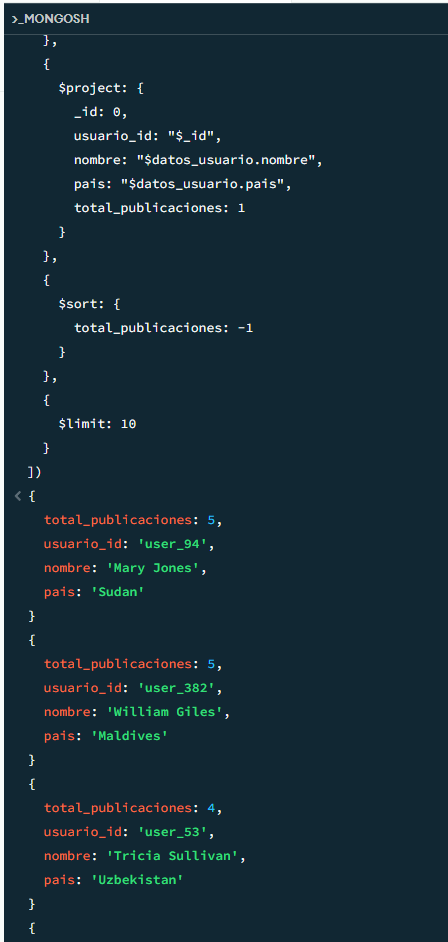 >_MONGOSH
},
{
$project: {
_id: 0,
usuario_id: "$_id",
nombre: "$datos_usuario.nombre",
pais: "$datos_usuario.pais",
total_publicaciones: 1
}
},
{
$sort: {
total_publicaciones: -1
}
},
{
$limit: 10
}
])
< {
total_publicaciones: 5,
usuario_id: 'user_94',
nombre: 'Mary Jones',
pais: 'Sudan'
}
{
total_publicaciones: 5,
usuario_id: 'user_382',
nombre: 'William Giles',
pais: 'Maldives'
}
{
total_publicaciones: 4,
usuario_id: 'user_53',
nombre: 'Tricia Sullivan',
pais: 'Uzbekistan'
}
{